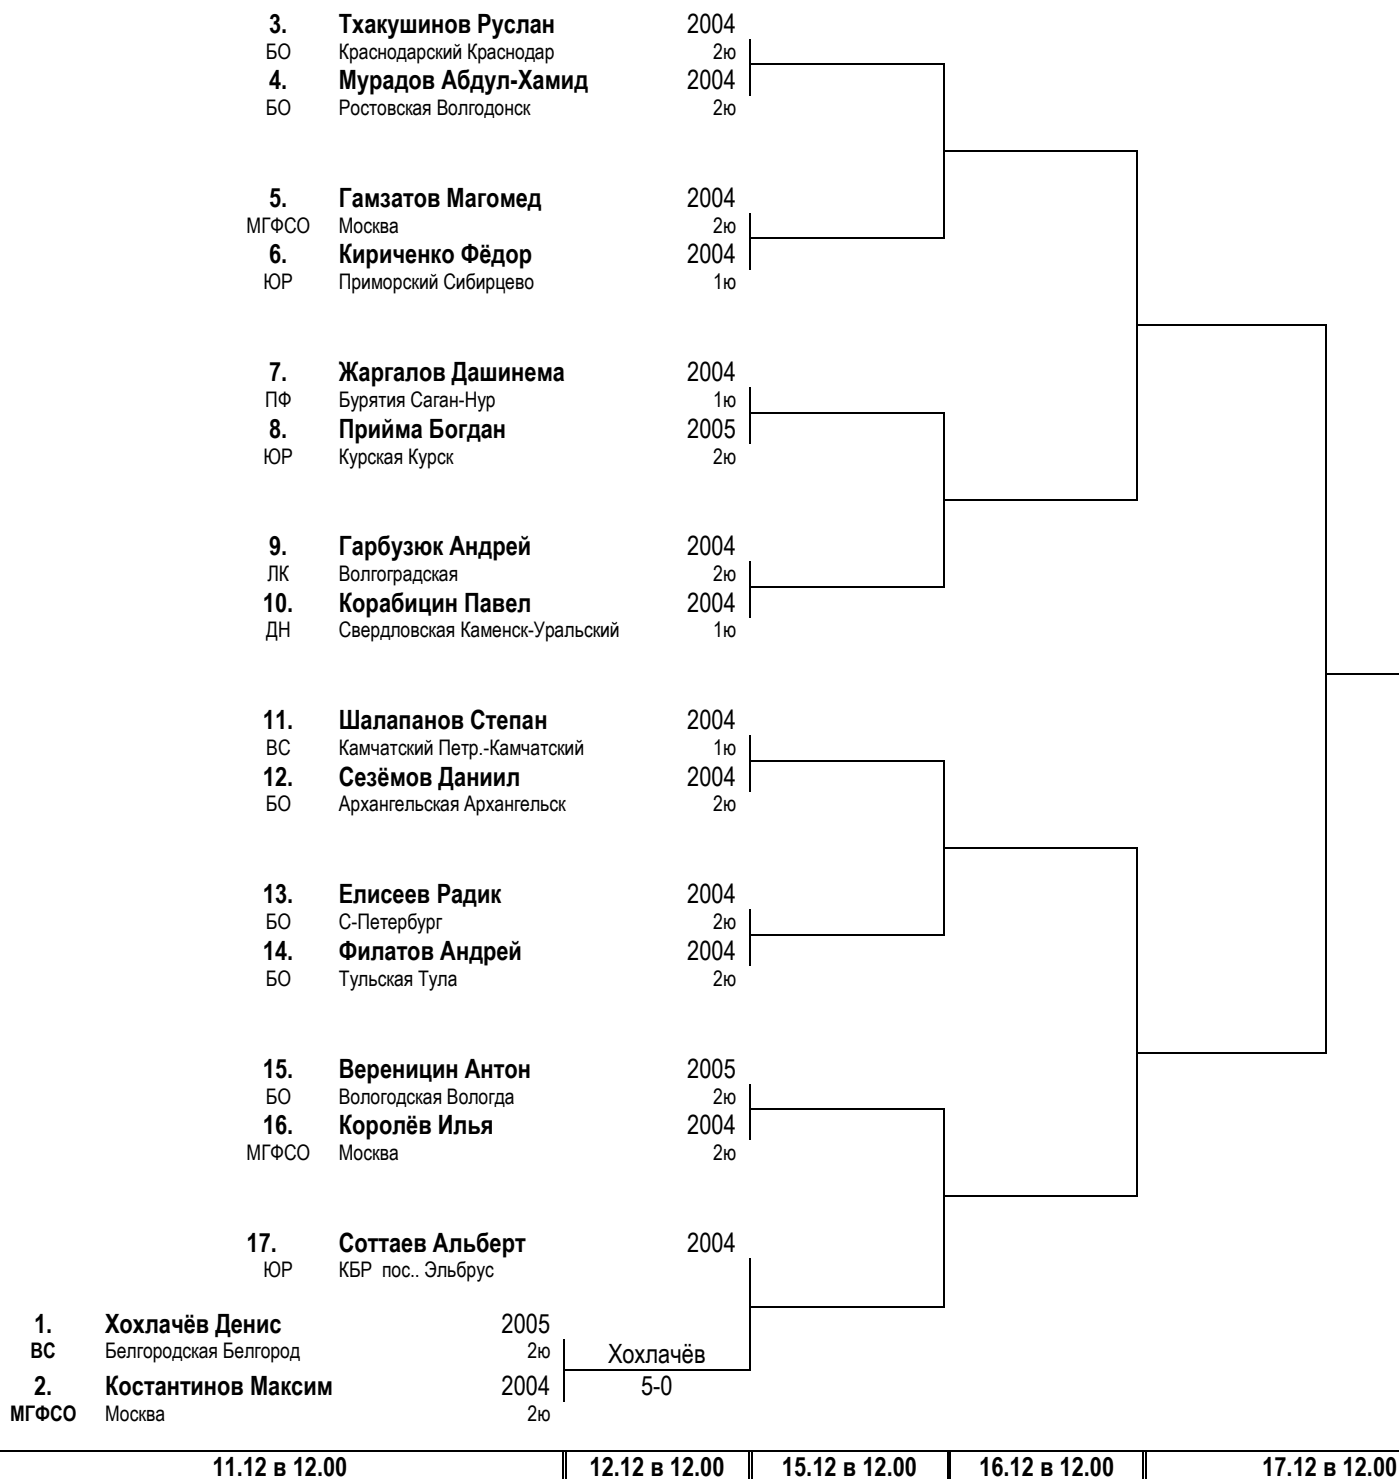 3. Тхакушинов Руслан 2004
БО Краснодарский Краснодар 2ю
4. Мурадов Абдул-Хамид 2004
БО Ростовская Волгодонск 2ю
5. Гамзатов Магомед 2004
МГФСО Москва 2ю
6. Кириченко Фёдор 2004
ЮР Приморский Сибирцево 1ю
7. Жаргалов Дашинема 2004
ПФ Бурятия Саган-Нур 1ю
8. Прийма Богдан 2005
ЮР Курская Курск 2ю
9. Гарбузюк Андрей 2004
ЛК Волгоградская 2ю
10. Корабицин Павел 2004
ДН Свердловская Каменск-Уральский 1ю
11. Шалапанов Степан 2004
ВС Камчатский Петр.-Камчатский 1ю
12. Сезёмов Даниил 2004
БО Архангельская Архангельск 2ю
13. Елисеев Радик 2004
БО С-Петербург 2ю
14. Филатов Андрей 2004
БО Тульская Тула 2ю
15. Вереницин Антон 2005
БО Вологодская Вологда 2ю
16. Королёв Илья 2004
МГФСО Москва 2ю
17. Соттаев Альберт 2004
ЮР КБР пос.. Эльбрус
1. Хохлачёв Денис 2005
ВС Белгородская Белгород 2ю Хохлачёв
2. Костантинов Максим 2004 5-0
МГФСО Москва 2ю
11.12 в 12.00 12.12 в 12.00 15.12 в 12.00 16.12 в 12.00 17.12 в 12.00